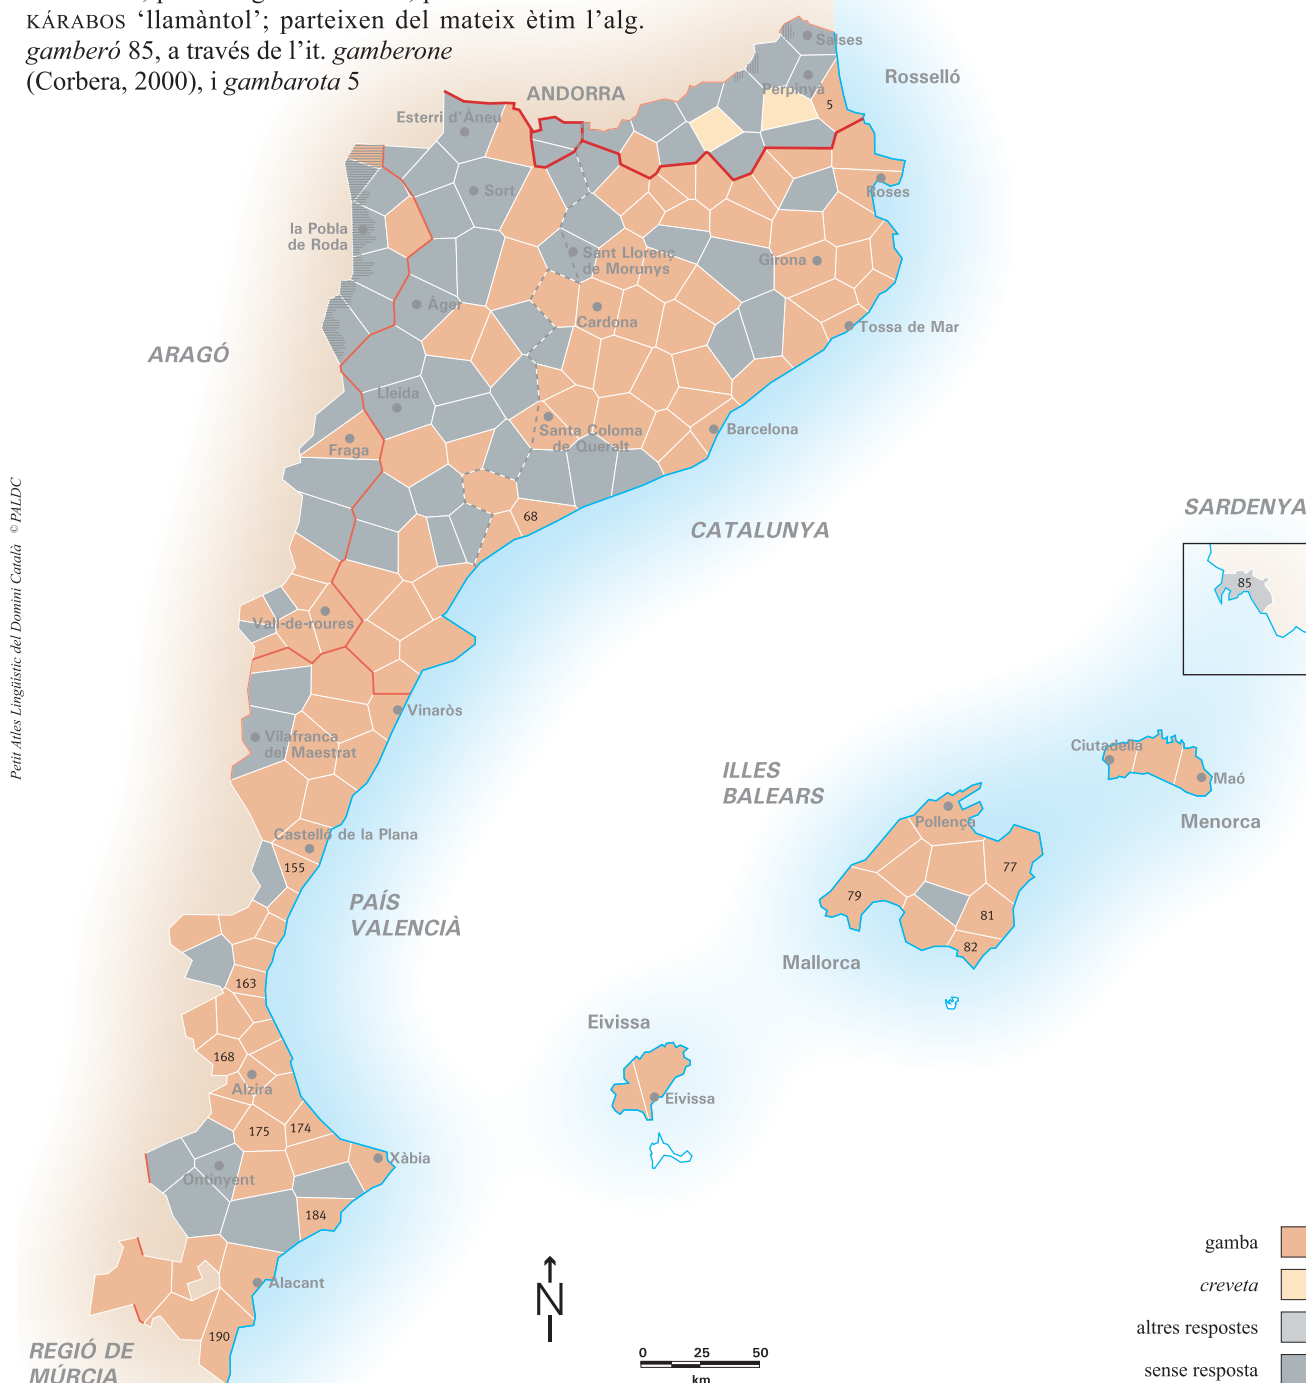 KÁRABOS ‘llamàntol’; parteixen del mateix ètim l’alg.
gamberó 85, a través de l’it. gamberone
(Corbera, 2000), i gambarota 5
Salses
Rosselló
Perpinyà
5
ANDORRA
Esterri d’Àneu
Sort
Roses
la Pobla
de Roda
Sant Llorenç
de Morunys
Girona
Àger
Cardona
Tossa de Mar
ARAGÓ
Lleida
Santa Coloma
de Queralt
Barcelona
Fraga
68
CATALUNYA
SARDENYA
85
Petit Atles Lingüístic del Domini Català © PALDC
Vall-de-roures
Vinaròs
Vilafranca
del Maestrat
ILLES
BALEARS
Ciutadella
Maó
Menorca
Pollença
Castelló de la Plana
155
77
79
81
82
PAÍS
VALENCIÀ
Mallorca
163
Eivissa
168
Alzira
Eivissa
175
174
Xàbia
Ontinyent
184
gamba
Alacant
creveta
N
altres respostes
190
REGIÓ DE
MÚRCIA
0 25 50
km
sense resposta